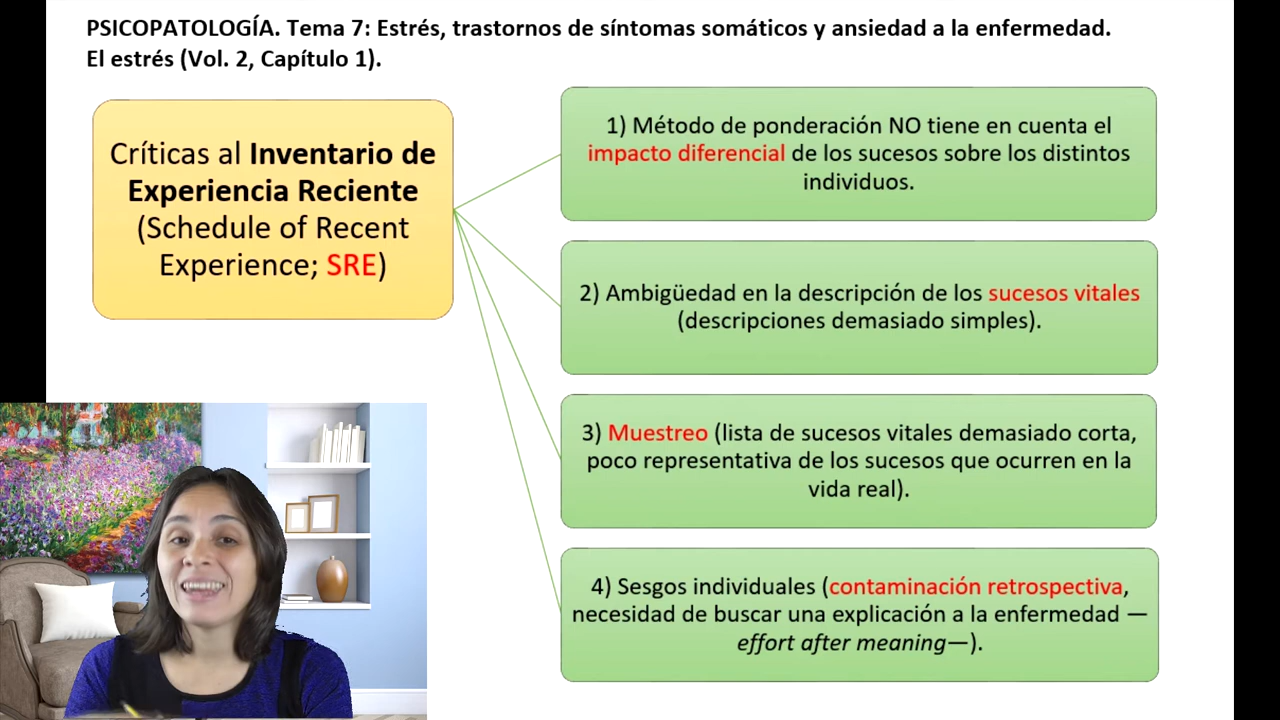 PSICOPATOLOGÍA. Tema 7: Estrés, trastornos de síntomas somáticos y ansiedad a la enfermedad.
El estrés (Vol. 2, Capítulo 1).
Críticas al Inventario de
Experiencia Reciente
(Schedule of Recent
Experience; SRE)
1) Método de ponderación NO tiene en cuenta el
impacto diferencial de los sucesos sobre los distintos
individuos.
2) Ambigüedad en la descripción de los sucesos vitales
(descripciones demasiado simples).
3) Muestreo (lista de sucesos vitales demasiado corta,
poco representativa de los sucesos que ocurren en la
vida real).
4) Sesgos individuales (contaminación retrospectiva,
necesidad de buscar una explicación a la enfermedad —
effort after meaning—).